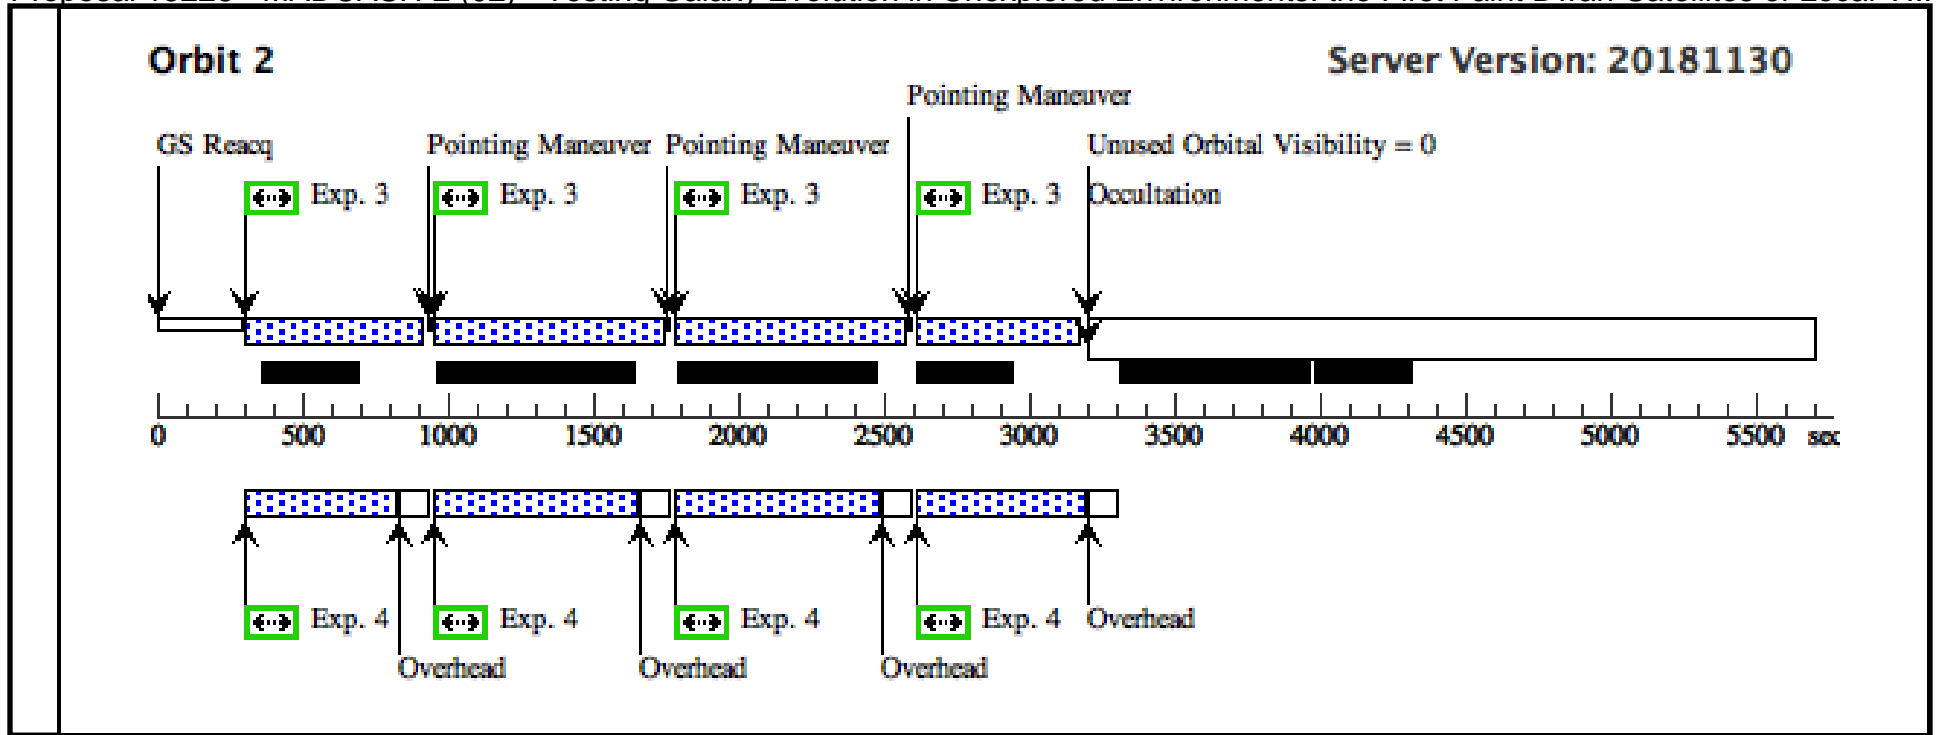 Orbit 2
Server Version: 20181130
Pointing Maneuver
GS Reacq
Pointing Maneuver
Pointing Maneuver
Unused Orbital Visibility = 0
Exp. 3
Exp. 3
Exp. 3
Exp. 3
Occultation
0 500 1000 1500 2000 2500 3000 3500 4000 4500 5000 5500 sec
Exp. 4
Exp. 4
Exp. 4
Exp. 4
Overhead
Overhead
Overhead
Overhead